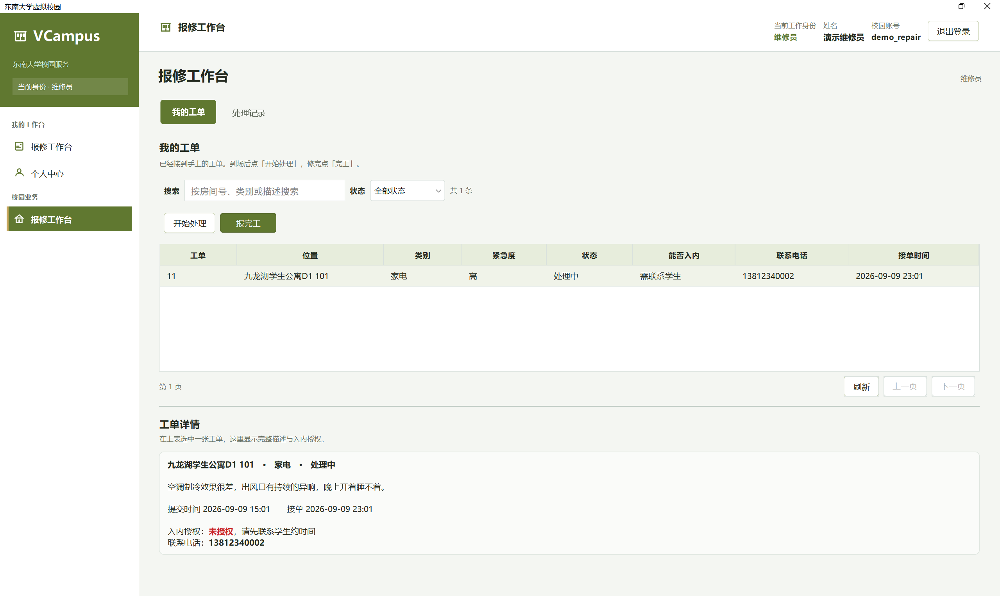 东南大学虚拟校园
VCampus
东南大学校园服务
当前身份 · 维修员
我的工作台
报修工作台
个人中心
校园业务
报修工作台
报修工作台
当前工作身份 姓名 校园账号
维修员 演示维修员 demo_repair
退出登录
报修工作台
维修员
我的工单 处理记录
我的工单
已经接到手上的工单。到场后点「开始处理」，修完点「完工」。
搜索 按房间号、类别或描述搜索 状态 全部状态 共 1 条
开始处理 报完工
工单 位置 类别 紧急度 状态 能否入内 联系电话 接单时间
11 九龙湖学生公寓D1 101 家电 高 处理中 需联系学生 13812340002 2026-09-09 23:01
第 1 页 刷新 上一页 下一页
工单详情
在上表选中一张工单，这里显示完整描述与入内授权。
九龙湖学生公寓D1 101 • 家电 • 处理中
空调制冷效果很差，出风口有持续的异响，晚上开着睡不着。
提交时间 2026-09-09 15:01 接单 2026-09-09 23:01
入内授权：未授权，请先联系学生约时间
联系电话：13812340002